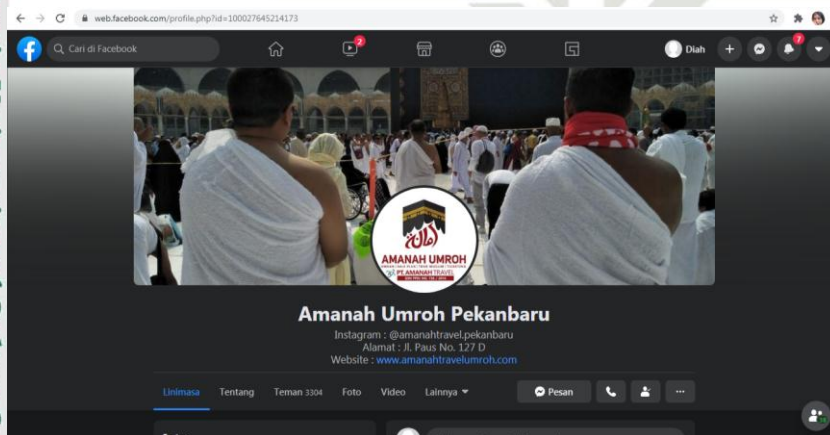 web.facebook.com/profile.php?id=100027645214173
Cari di Facebook
2
Diah
7
امانة
AMANAH UMROH
PT. AMANAH TRAVEL
Amanah Umroh Pekanbaru
Instagram : @amanahtravel.pekanbaru
Alamat : Jl. Paus No. 127 D
Website : www.amanahtravelumroh.com
Linimasa Tentang Teman 3304 Foto Video Lainnya Pesan